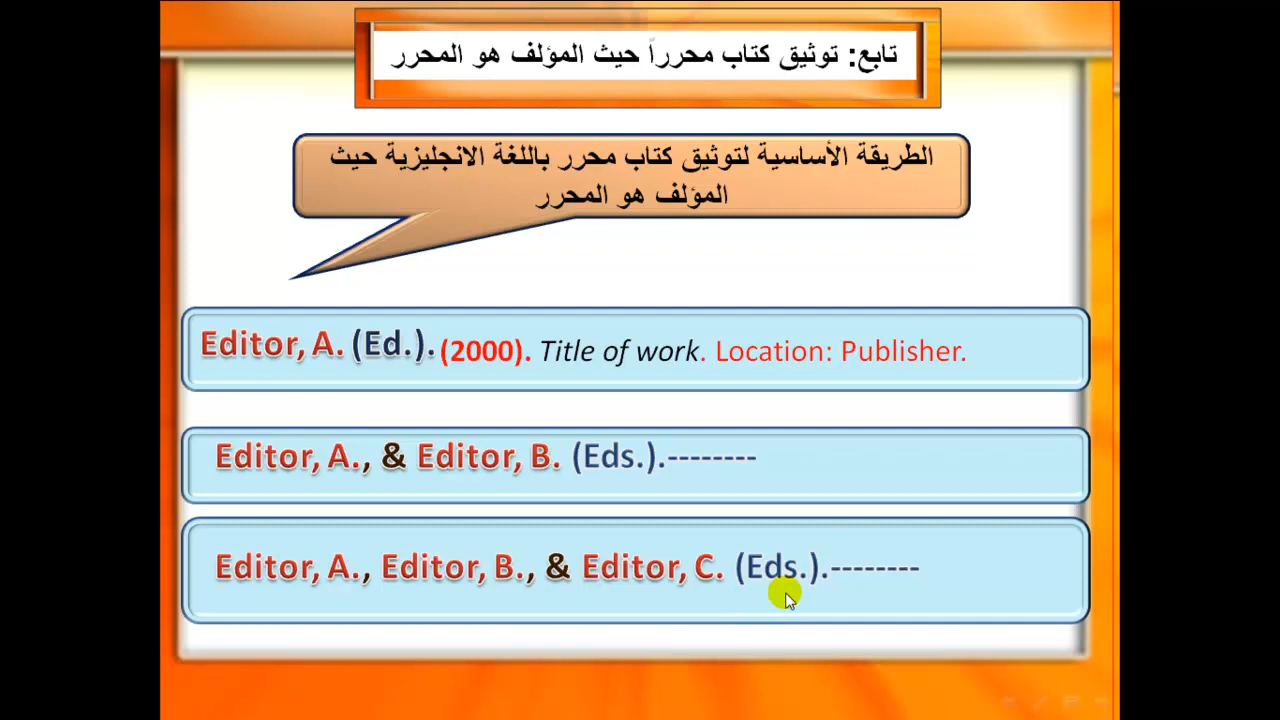 تابع: توثيق كتاب محرراً حيث المؤلف هو المحرر
الطريقة الأساسية لتوثيق كتاب محرر باللغة الانجليزية حيث
المؤلف هو المحرر
Editor, A. (Ed.). (2000). Title of work. Location: Publisher.
Editor, A., & Editor, B. (Eds.).--------
Editor, A., Editor, B., & Editor, C. (Eds.).--------